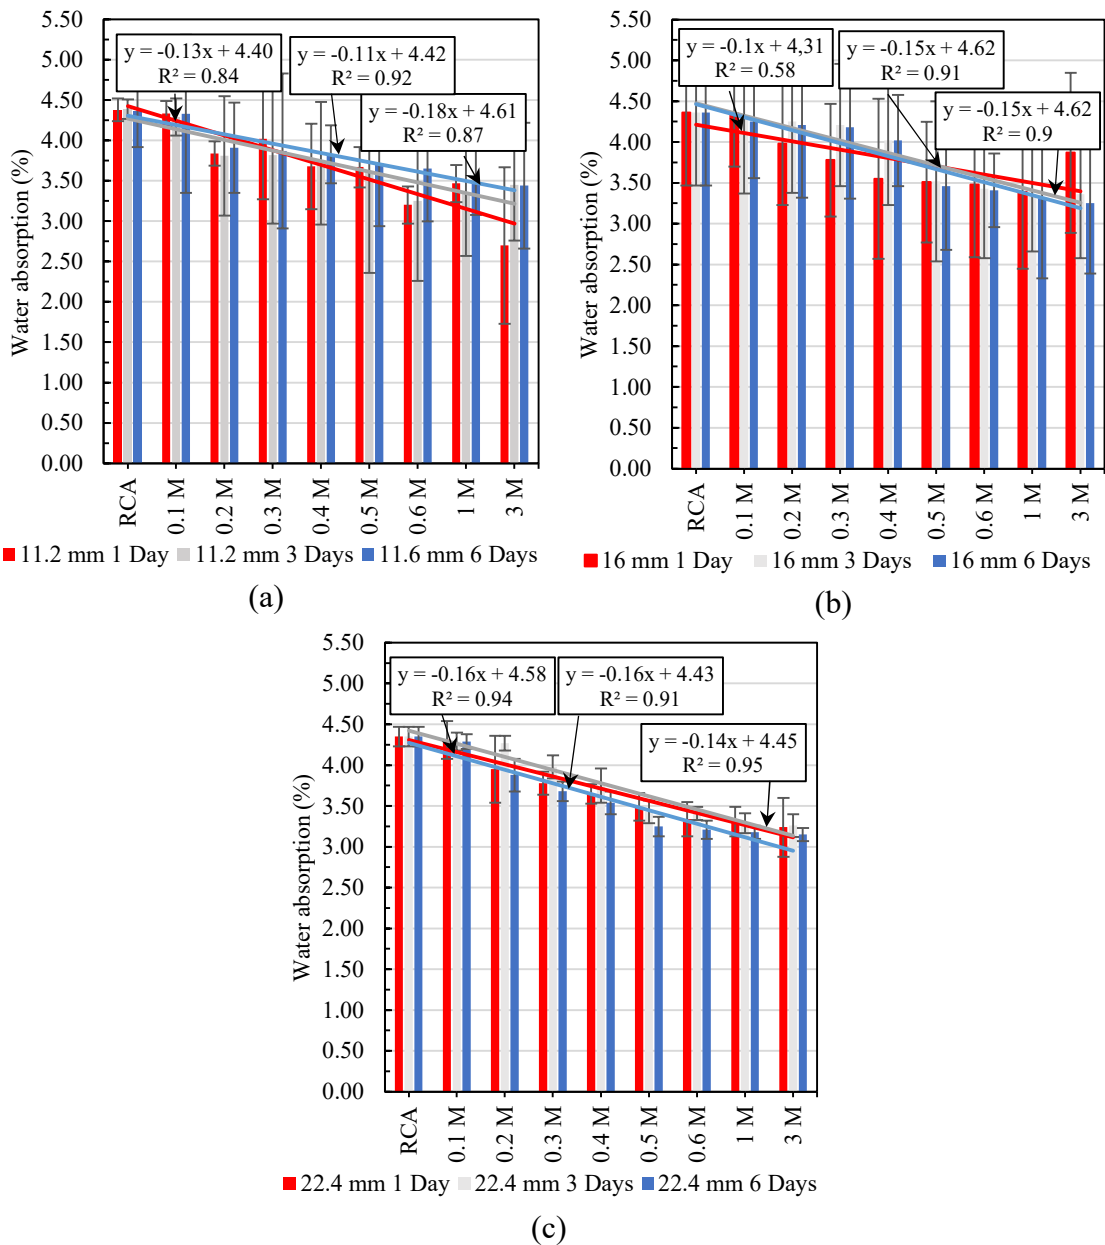 5.50
5.00
4.50
4.00
3.50
3.00
2.50
2.00
1.50
1.00
0.50
0.00
Water absorption (%)
y = -0.13x + 4.40
R² = 0.84
y = -0.11x + 4.42
R² = 0.92
y = -0.18x + 4.61
R² = 0.87
RCA
0.1 M
0.2 M
0.3 M
0.4 M
0.5 M
0.6 M
1 M
3 M
11.2 mm 1 Day 11.2 mm 3 Days 11.6 mm 6 Days
(a)
5.50
5.00
4.50
4.00
3.50
3.00
2.50
2.00
1.50
1.00
0.50
0.00
Water absorption (%)
y = -0.1x + 4,31
R² = 0.58
y = -0.15x + 4.62
R² = 0.91
y = -0.15x + 4.62
R² = 0.9
RCA
0.1 M
0.2 M
0.3 M
0.4 M
0.5 M
0.6 M
1 M
3 M
16 mm 1 Day 16 mm 3 Days 16 mm 6 Days
(b)
5.50
5.00
4.50
4.00
3.50
3.00
2.50
2.00
1.50
1.00
0.50
0.00
Water absorption (%)
y = -0.16x + 4.58
R² = 0.94
y = -0.16x + 4.43
R² = 0.91
y = -0.14x + 4.45
R² = 0.95
RCA
0.1 M
0.2 M
0.3 M
0.4 M
0.5 M
0.6 M
1 M
3 M
22.4 mm 1 Day 22.4 mm 3 Days 22.4 mm 6 Days
(c)